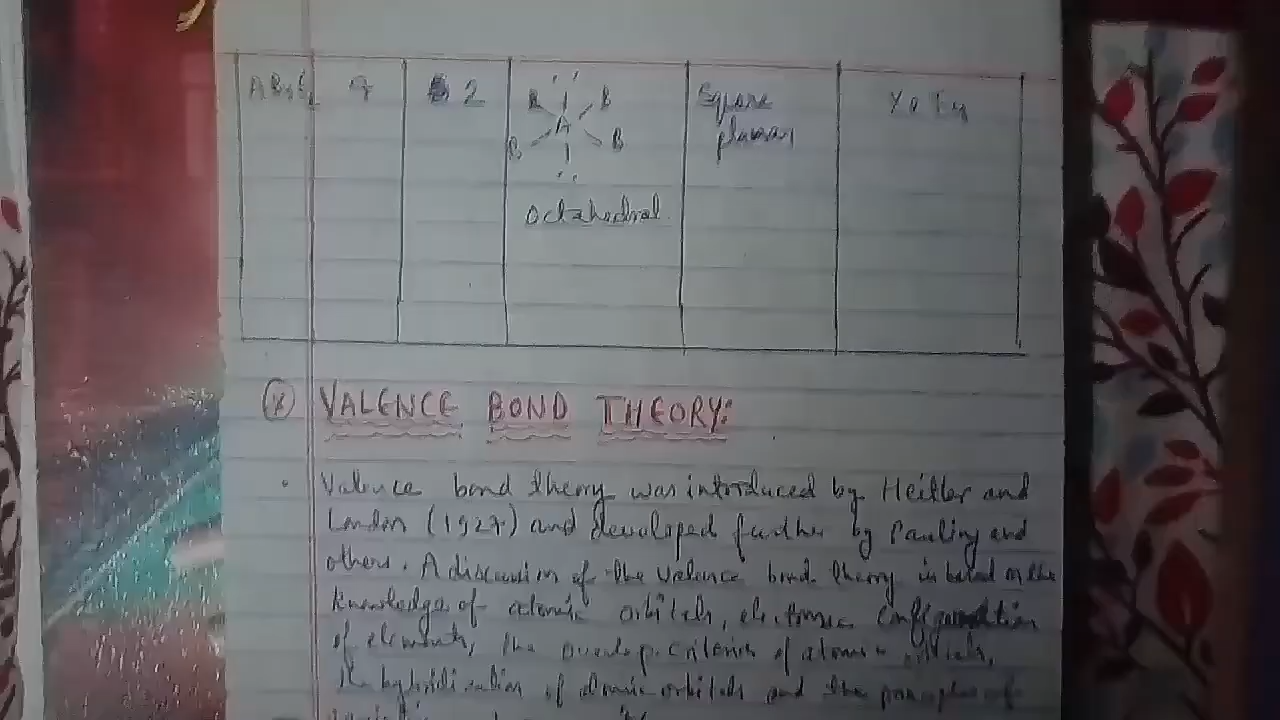 AB4E2 4 2 Square planar XeF4
B B
A
B B
Octahedral
VALENCE BOND THEORY:
Valence bond theory was introduced by Heitler and
London (1927) and developed further by Pauling and
others. A discussion of the valence bond theory is based on the
knowledge of atomic orbitals, electronic configuration
of elements, the overlap criteria of atomic orbitals,
the hybridization of atomic orbitals and the principles of